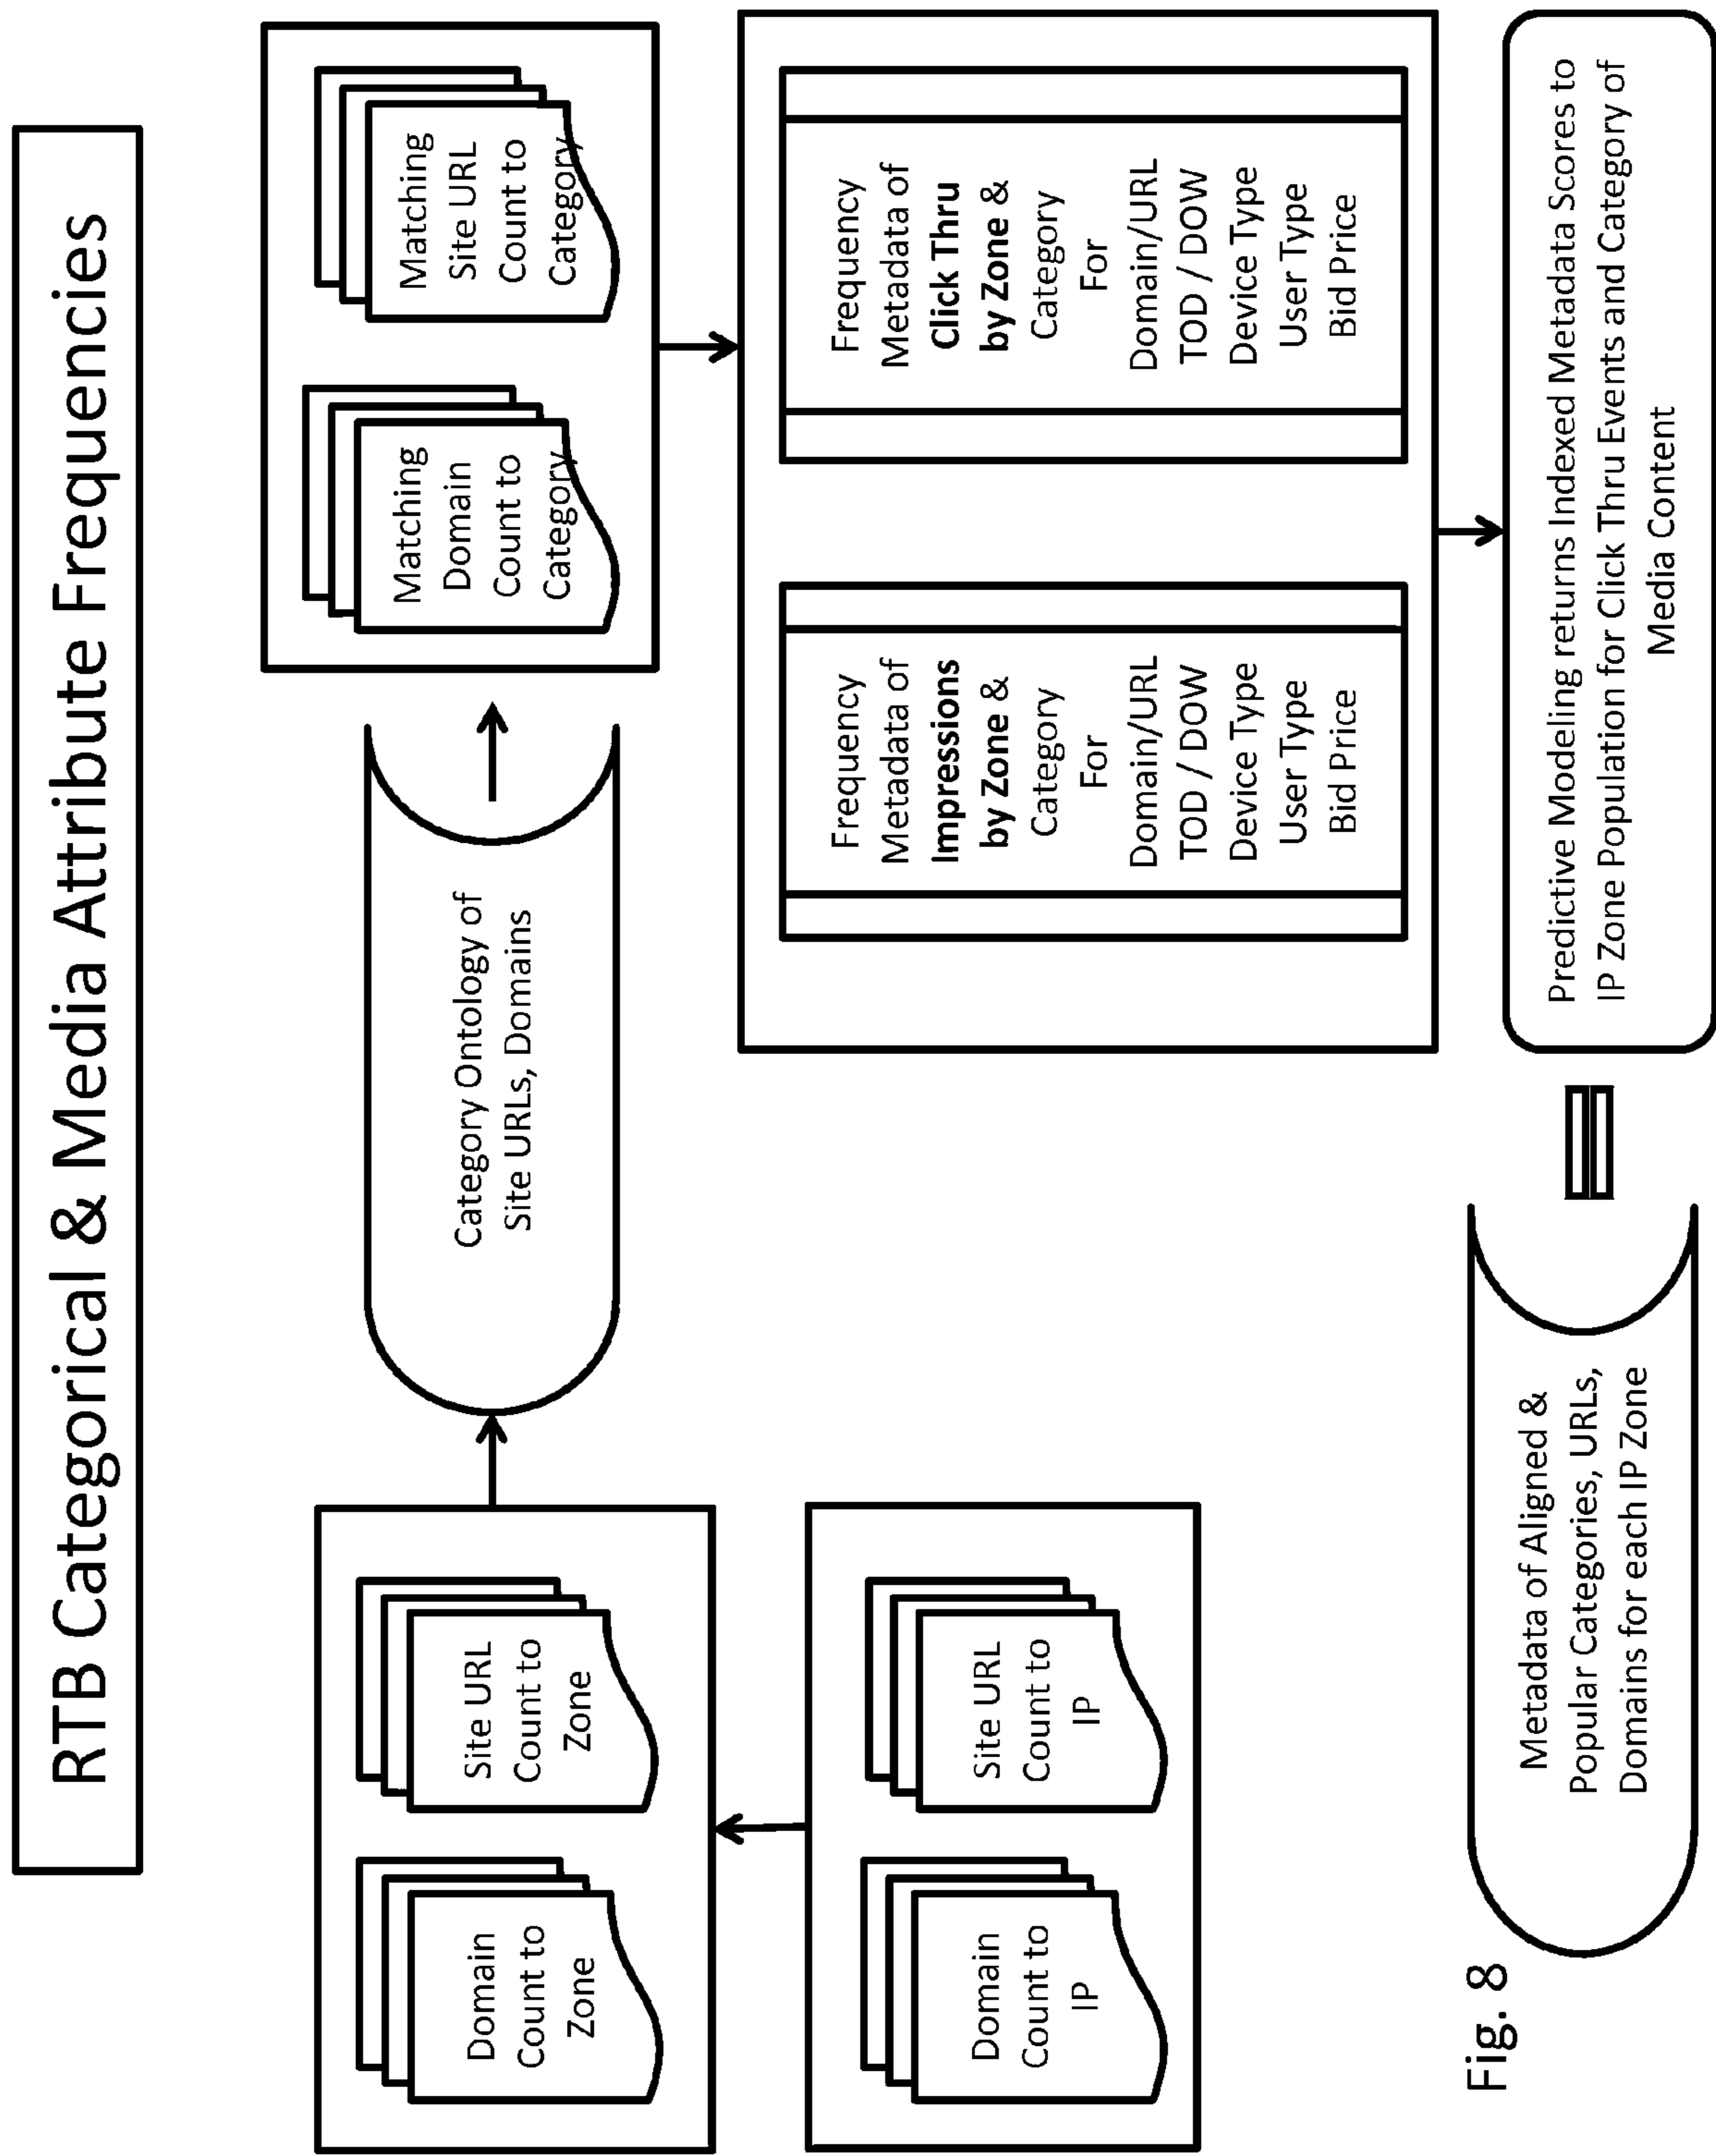 RTB Categorical & Media Attribute Frequencies
Domain
Count to
Zone
Site URL
Count to
Zone
Domain
Count to
IP
Site URL
Count to
IP
Category Ontology of
Site URLs, Domains
Matching
Domain
Count to
Category
Matching
Site URL
Count to
Category
Frequency
Metadata of
Impressions
by Zone &
Category
For
Domain/URL
TOD / DOW
Device Type
User Type
Bid Price
Frequency
Metadata of
Click Thru
by Zone &
Category
For
Domain/URL
TOD / DOW
Device Type
User Type
Bid Price
Predictive Modeling returns Indexed Metadata Scores to
IP Zone Population for Click Thru Events and Category of
Media Content
Metadata of Aligned &
Popular Categories, URLs,
Domains for each IP Zone
Fig. 8